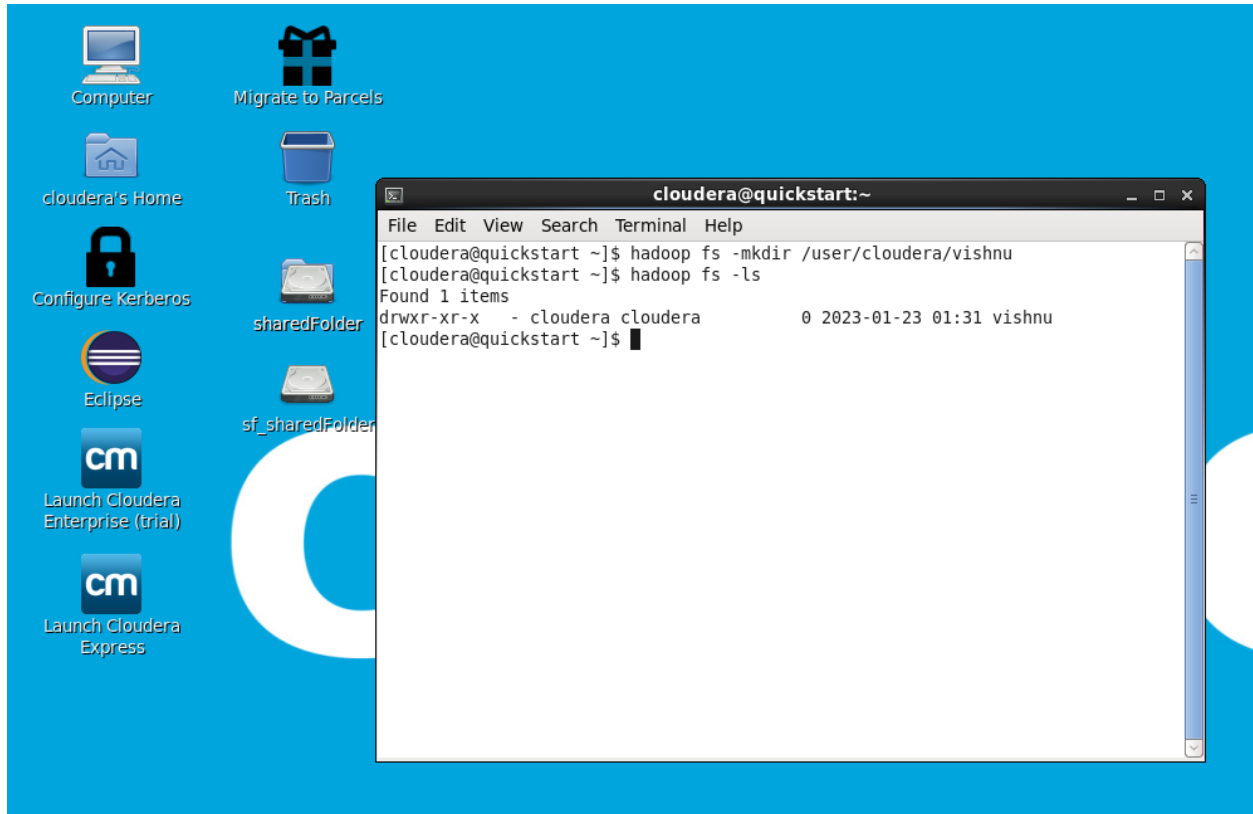 Computer
Migrate to Parcels
cloudera's Home
Trash
Configure Kerberos
sharedFolder
Eclipse
sf_sharedFolder
cm
Launch Cloudera
Enterprise (trial)
cm
Launch Cloudera
Express
cloudera@quickstart:~
File Edit View Search Terminal Help
[cloudera@quickstart ~]$ hadoop fs -mkdir /user/cloudera/vishnu
[cloudera@quickstart ~]$ hadoop fs -ls
Found 1 items
drwxr-xr-x   - cloudera cloudera          0 2023-01-23 01:31 vishnu
[cloudera@quickstart ~]$